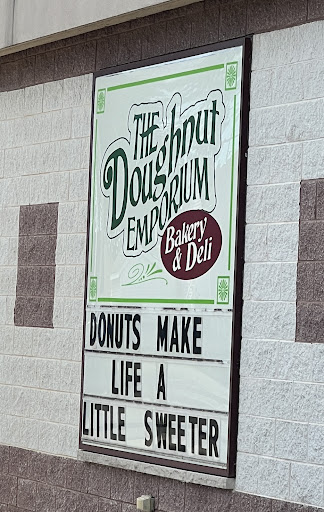 THE
Doughnut
EMPORIUM
Bakery
& Deli
DONUTS MAKE
LIFE A
LITTLE SWEETER